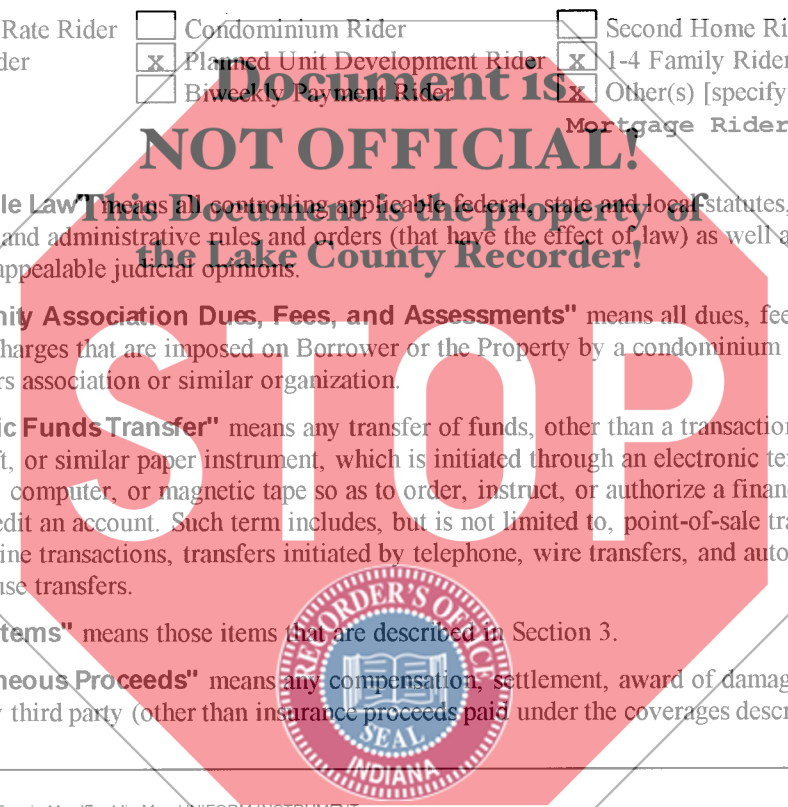 Rate Rider Condominium Rider Second Home Ri
der X Planned Unit Development Rider X 1-4 Family Rider
Biweekly Payment Rider X Other(s) [specify
Mortgage Rider
Document is
NOT OFFICIAL!
This Document is the property of
the Lake County Recorder!
le Law" means all controlling applicable federal, state and local statutes,
and administrative rules and orders (that have the effect of law) as well a
appealable judicial opinions.
nity Association Dues, Fees, and Assessments" means all dues, fee
harges that are imposed on Borrower or the Property by a condominium
rs association or similar organization.
ic Funds Transfer" means any transfer of funds, other than a transaction
ft, or similar paper instrument, which is initiated through an electronic te
computer, or magnetic tape so as to order, instruct, or authorize a finan
edit an account. Such term includes, but is not limited to, point-of-sale tra
ine transactions, transfers initiated by telephone, wire transfers, and auto
use transfers.
STOP
tems" means those items that are described in Section 3.
neous Proceeds" means any compensation, settlement, award of damag
y third party (other than insurance proceeds paid under the coverages descr
RECORDER'S OFFICE
SEAL
INDIANA
UNIFORM INSTRUMENT